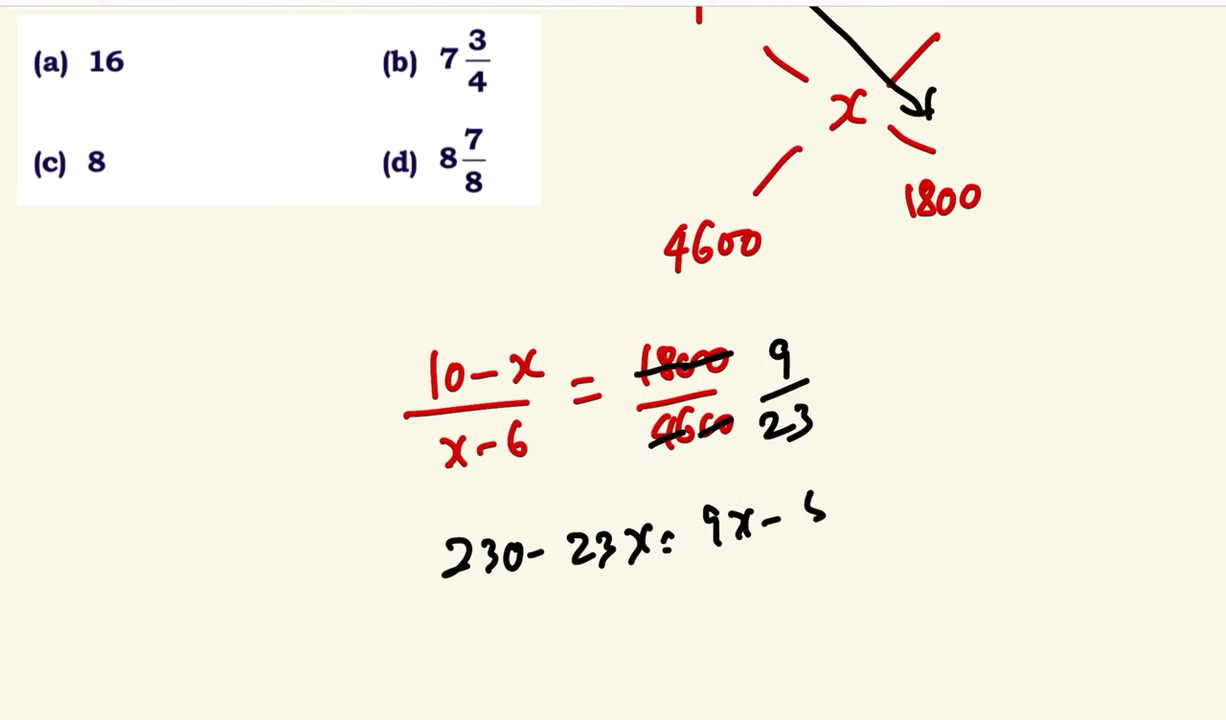 (a) 16 (b) 7 3/4
(c) 8 (d) 8 7/8
x
4600 1800
(10-x)/(x-6) = 1800/4600 9/23
230-23x=9x-5